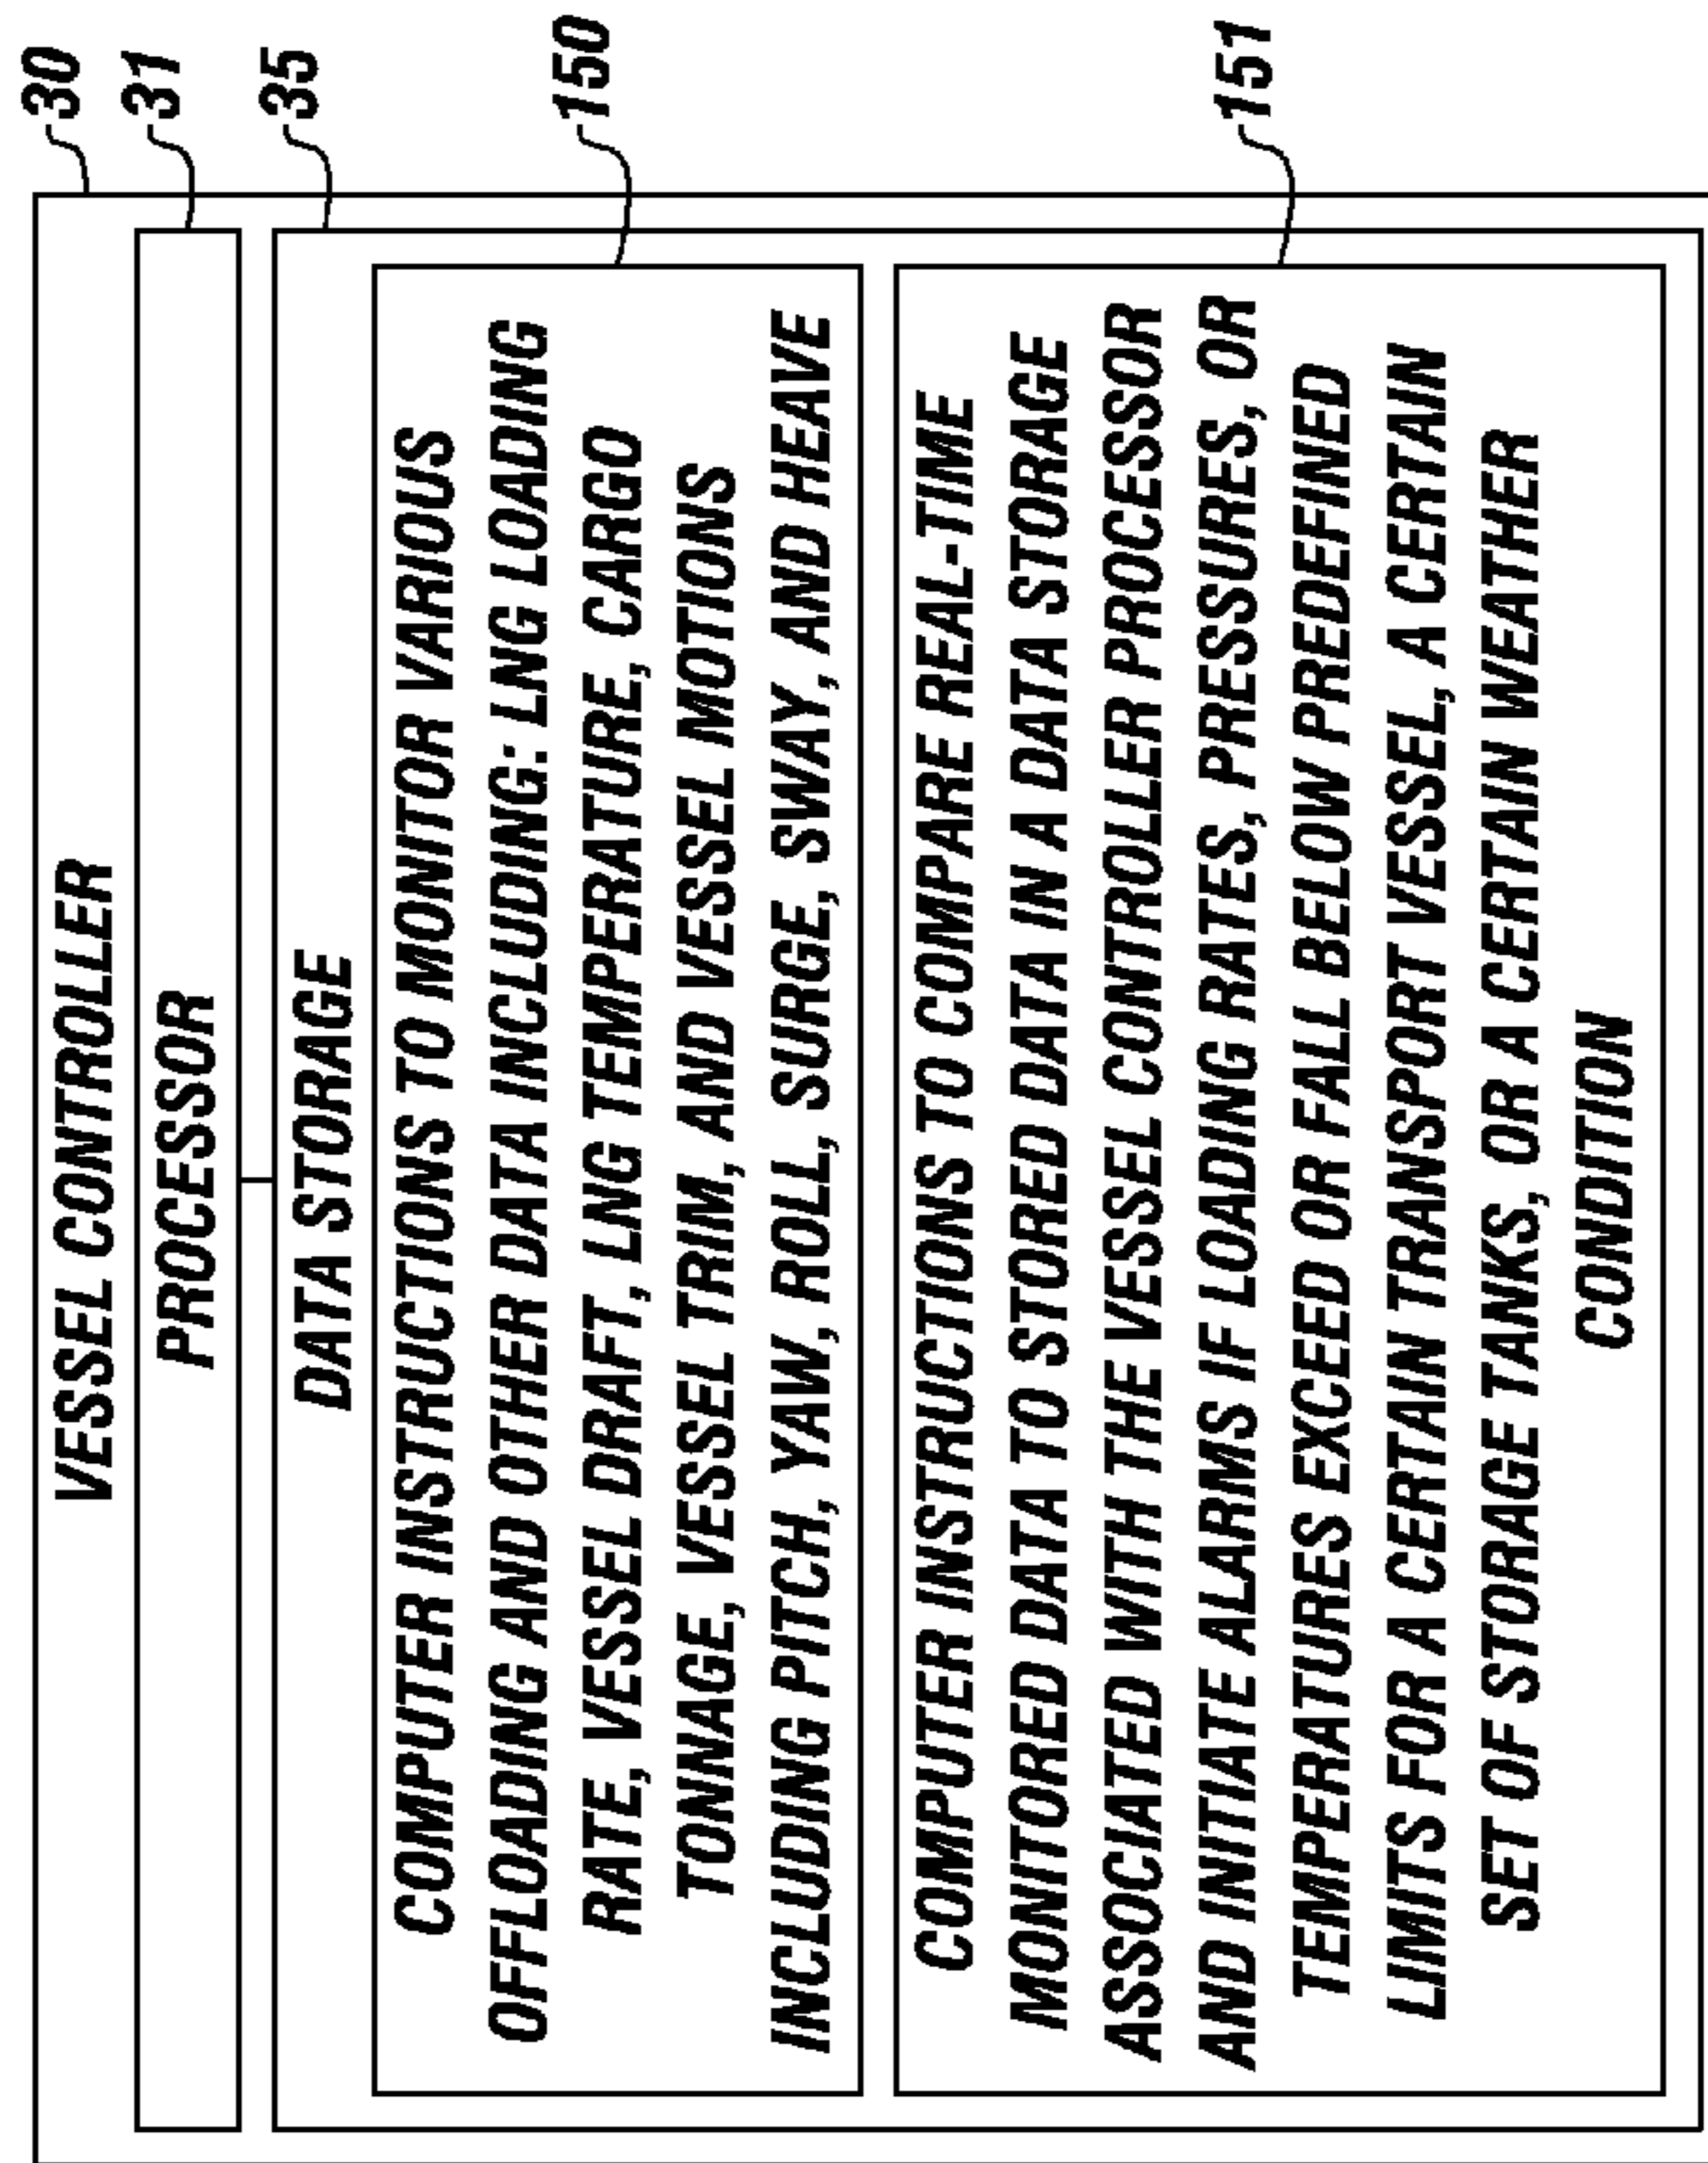 VESSEL CONTROLLER
30
PROCESSOR
31
DATA STORAGE
35
COMPUTER INSTRUCTIONS TO MONITOR VARIOUS
OFFLOADING AND OTHER DATA INCLUDING: LNG LOADING
RATE, VESSEL DRAFT, LNG TEMPERATURE, CARGO
TONNAGE, VESSEL TRIM, AND VESSEL MOTIONS
INCLUDING PITCH, YAW, ROLL, SURGE, SWAY, AND HEAVE
150
COMPUTER INSTRUCTIONS TO COMPARE REAL-TIME
MONITORED DATA TO STORED DATA IN A DATA STORAGE
ASSOCIATED WITH THE VESSEL CONTROLLER PROCESSOR
AND INITIATE ALARMS IF LOADING RATES, PRESSURES, OR
TEMPERATURES EXCEED OR FALL BELOW PREDEFINED
LIMITS FOR A CERTAIN TRANSPORT VESSEL, A CERTAIN
SET OF STORAGE TANKS, OR A CERTAIN WEATHER
CONDITION
151